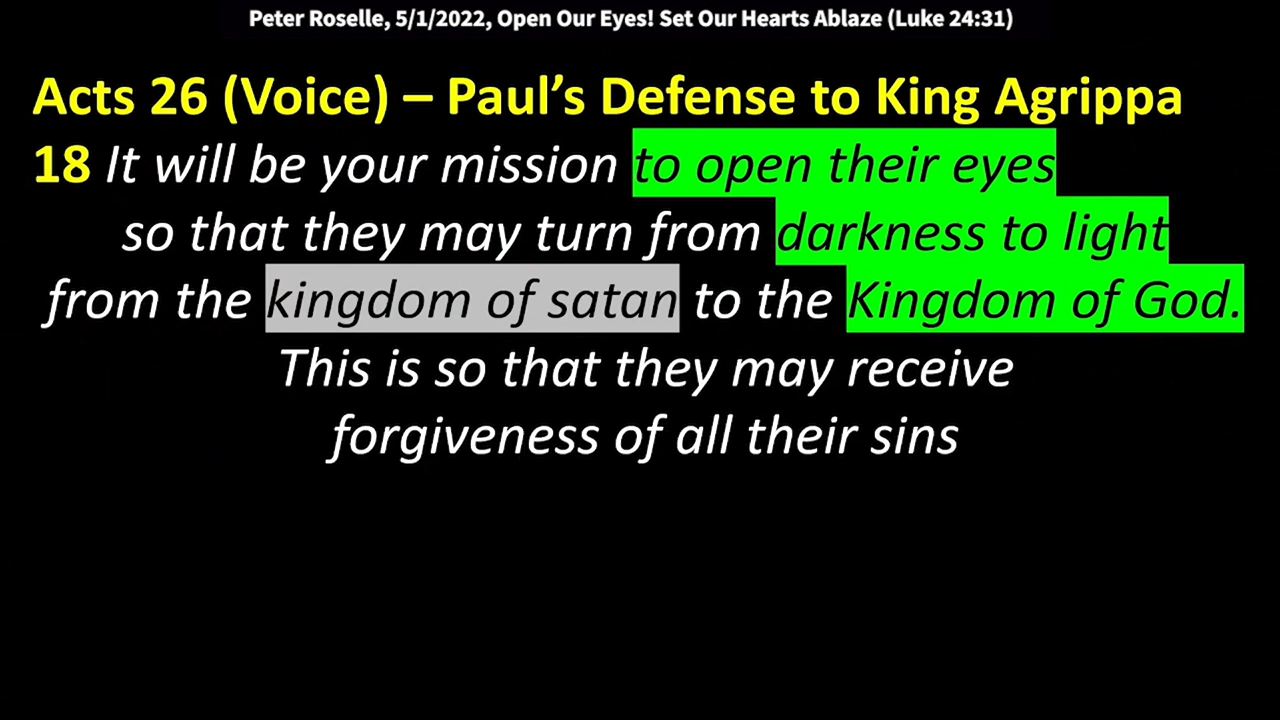 Peter Roselle, 5/1/2022, Open Our Eyes! Set Our Hearts Ablaze (Luke 24:31)
Acts 26 (Voice) – Paul’s Defense to King Agrippa
18 It will be your mission to open their eyes
so that they may turn from darkness to light
from the kingdom of satan to the Kingdom of God.
This is so that they may receive
forgiveness of all their sins